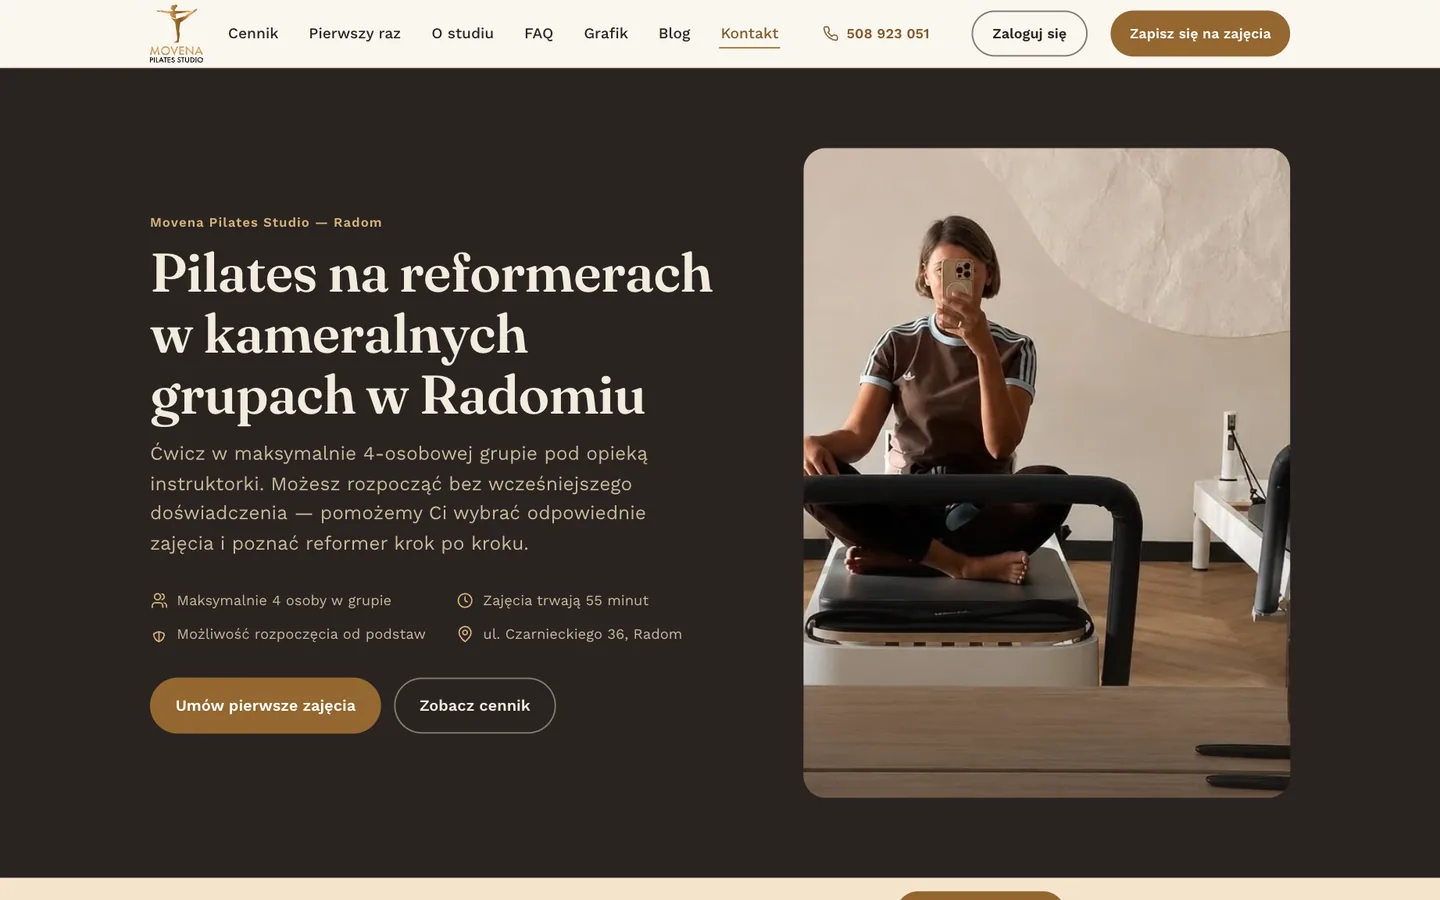 MOVENA
PILATES STUDIO
Cennik
Pierwszy raz
O studiu
FAQ
Grafik
Blog
Kontakt
508 923 051
Zaloguj się
Zapisz się na zajęcia
Movena Pilates Studio — Radom
Pilates na reformerach
w kameralnych
grupach w Radomiu
Ćwicz w maksymalnie 4-osobowej grupie pod opieką
instruktorki. Możesz rozpocząć bez wcześniejszego
doświadczenia — pomożemy Ci wybrać odpowiednie
zajęcia i poznać reformer krok po kroku.
Maksymalnie 4 osoby w grupie
Zajęcia trwają 55 minut
Możliwość rozpoczęcia od podstaw
ul. Czarnieckiego 36, Radom
Umów pierwsze zajęcia
Zobacz cennik